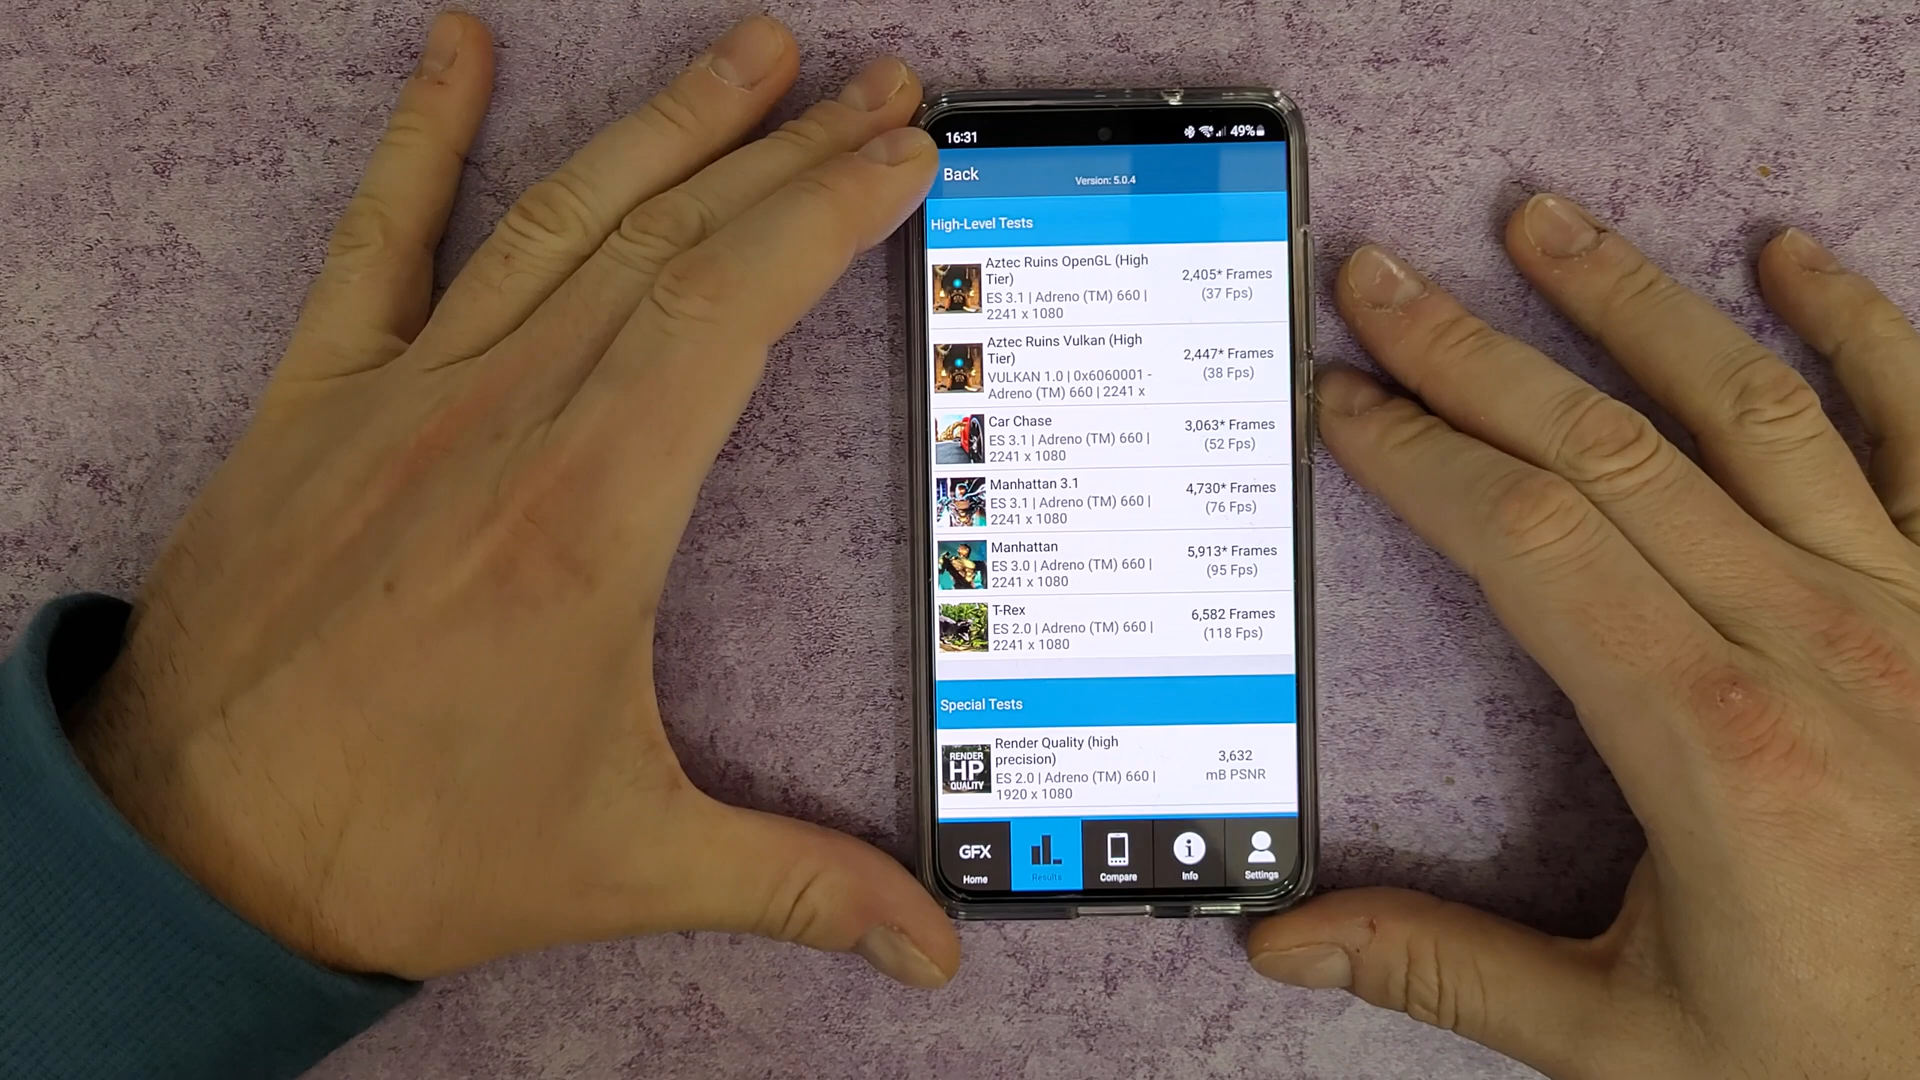 16:31
49%
Back
Version: 5.0.4
High-Level Tests
Aztec Ruins OpenGL (High
Tier)
ES 3.1 | Adreno (TM) 660 |
2241 x 1080
2,405* Frames
(37 Fps)
Aztec Ruins Vulkan (High
Tier)
VULKAN 1.0 | 0x6060001 -
Adreno (TM) 660 | 2241 x
2,447* Frames
(38 Fps)
Car Chase
ES 3.1 | Adreno (TM) 660 |
2241 x 1080
3,063* Frames
(52 Fps)
Manhattan 3.1
ES 3.1 | Adreno (TM) 660 |
2241 x 1080
4,730* Frames
(76 Fps)
Manhattan
ES 3.0 | Adreno (TM) 660 |
2241 x 1080
5,913* Frames
(95 Fps)
T-Rex
ES 2.0 | Adreno (TM) 660 |
2241 x 1080
6,582 Frames
(118 Fps)
Special Tests
RENDER
HP
QUALITY
Render Quality (high
precision)
ES 2.0 | Adreno (TM) 660 |
1920 x 1080
3,632
mB PSNR
GFX
Home
Results
Compare
Info
Settings